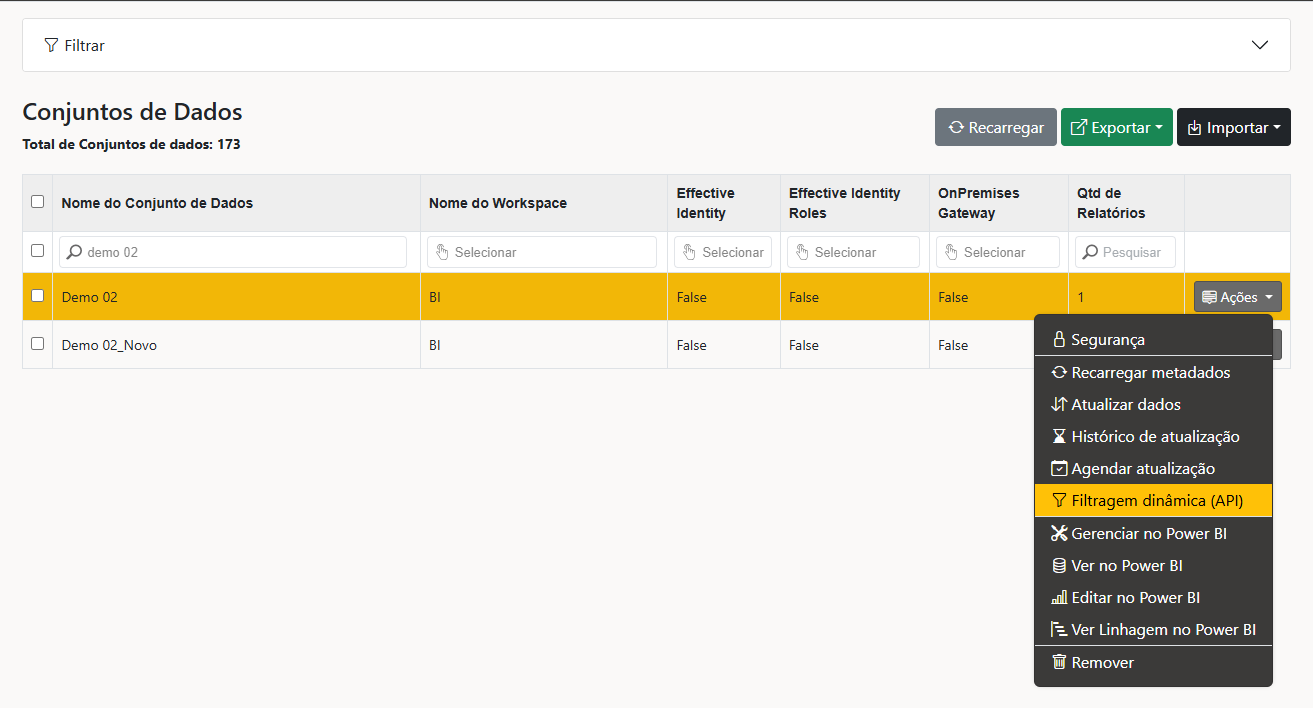 Filtrar
Conjuntos de Dados
Total de Conjuntos de dados: 173
Recarregar
Exportar
Importar
Nome do Conjunto de Dados
Nome do Workspace
Effective
Identity
Effective Identity
Roles
OnPremises
Gateway
Qtd de
Relatórios
demo 02
Selecionar
Selecionar
Selecionar
Selecionar
Pesquisar
Demo 02
BI
False
False
False
1
Ações
Demo 02_Novo
BI
False
False
False
Segurança
Recarregar metadados
Atualizar dados
Histórico de atualização
Agendar atualização
Filtragem dinâmica (API)
Gerenciar no Power BI
Ver no Power BI
Editar no Power BI
Ver Linhagem no Power BI
Remover